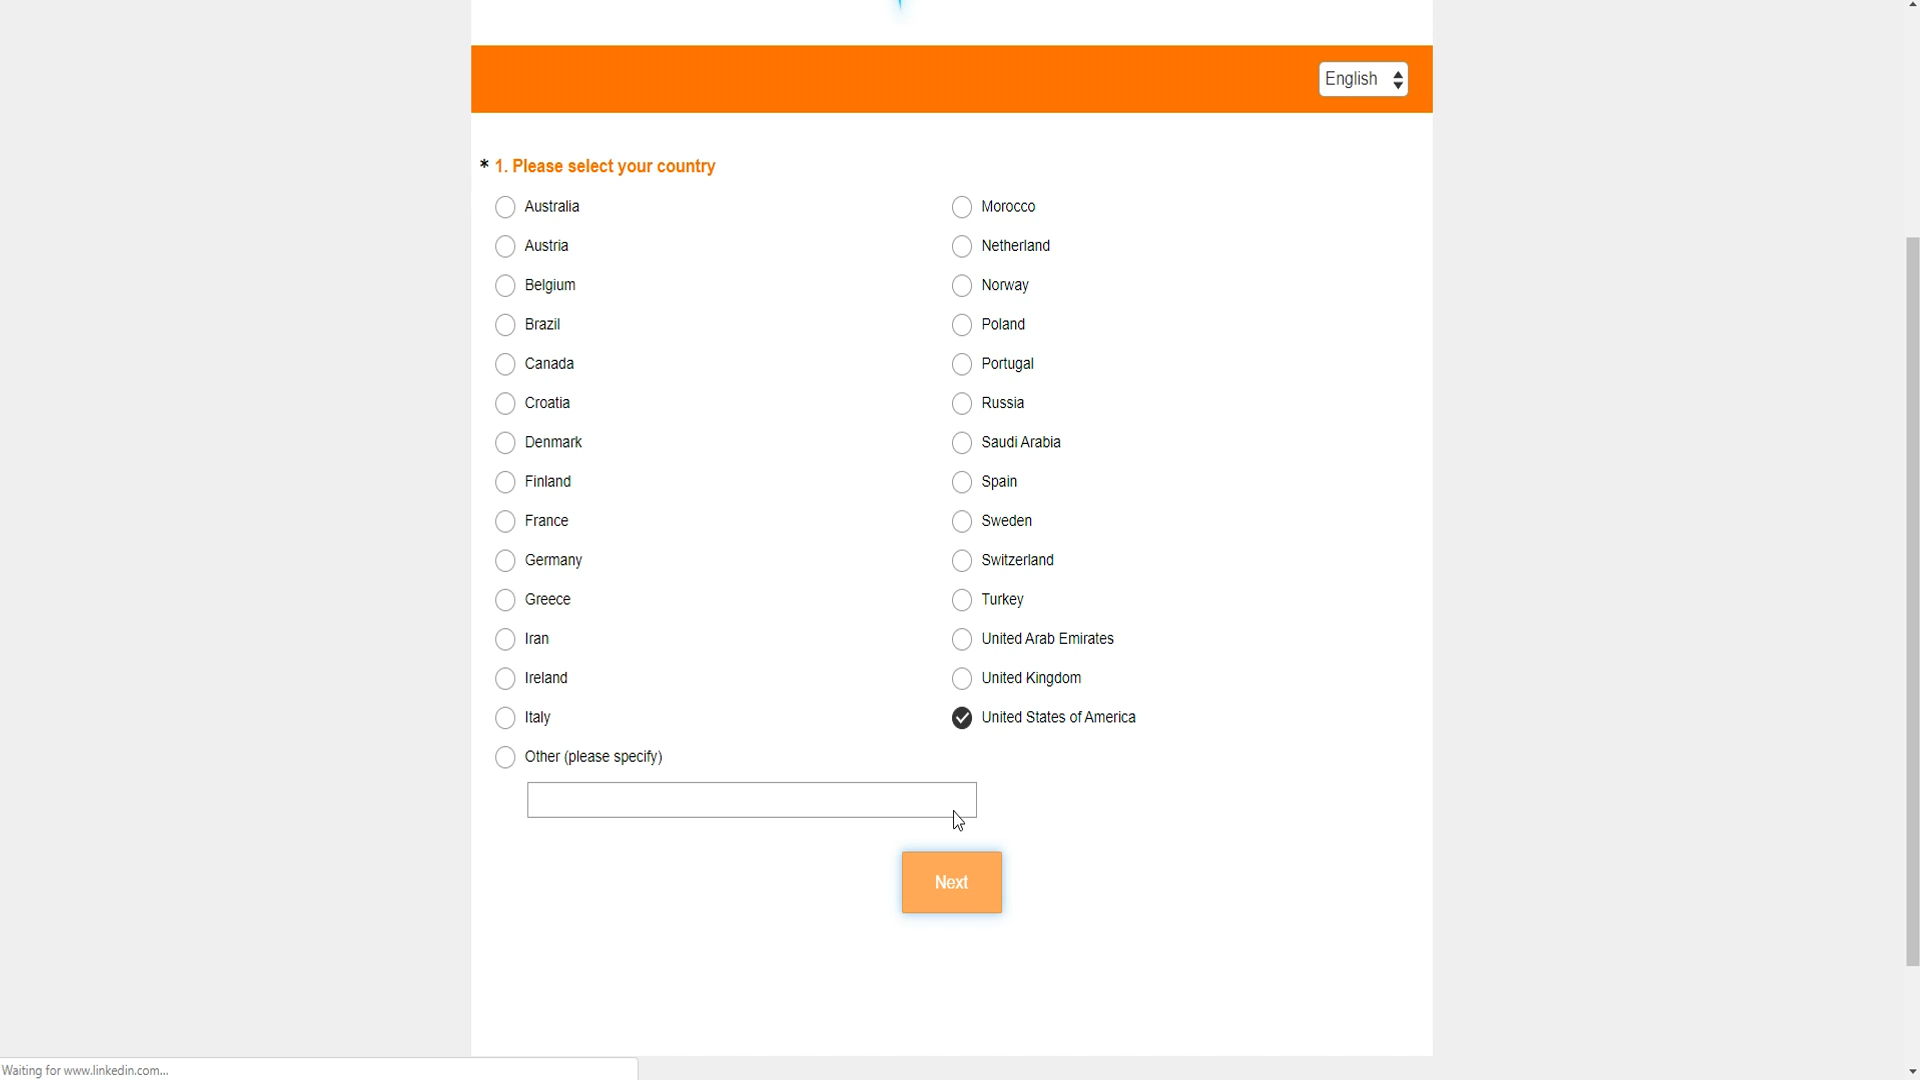 English
* 1. Please select your country
Australia
Austria
Belgium
Brazil
Canada
Croatia
Denmark
Finland
France
Germany
Greece
Iran
Ireland
Italy
Other (please specify)
Morocco
Netherland
Norway
Poland
Portugal
Russia
Saudi Arabia
Spain
Sweden
Switzerland
Turkey
United Arab Emirates
United Kingdom
United States of America
Next
Waiting for www.linkedin.com...